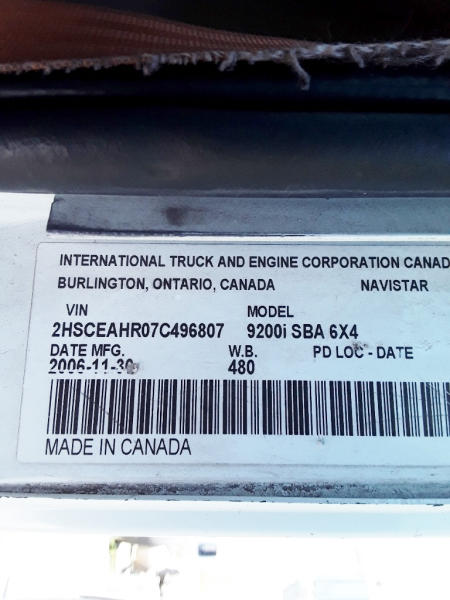 INTERNATIONAL TRUCK AND ENGINE CORPORATION CANAD
BURLINGTON, ONTARIO, CANADA NAVISTAR
VIN MODEL
2HSCEAHR07C496807 9200i SBA 6X4
DATE MFG. W.B. PD LOC - DATE
2006-11-30 480
MADE IN CANADA